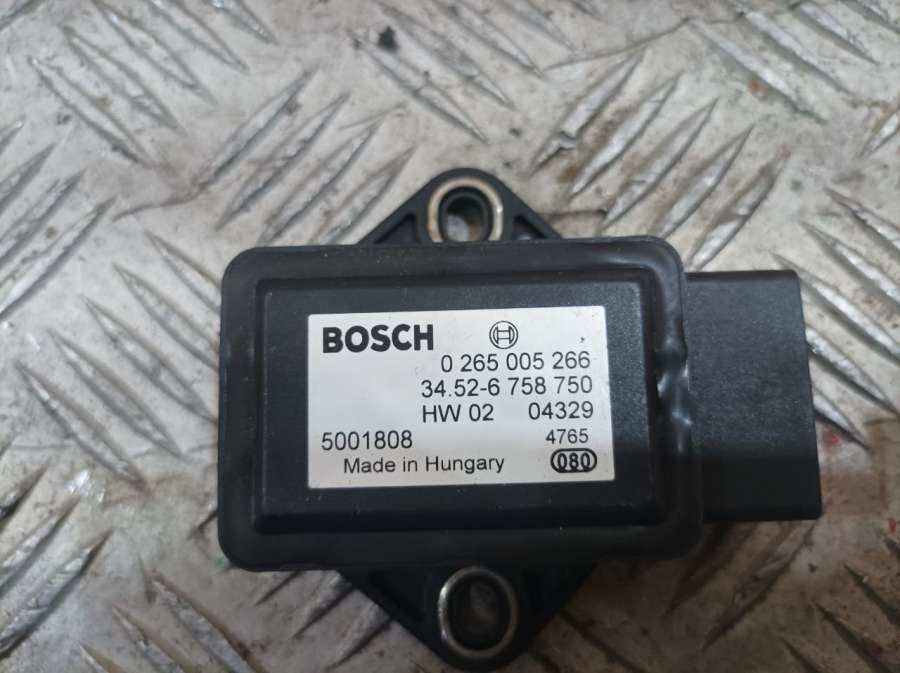 BOSCH
0 265 005 266
34.52-6 758 750
HW 02 04329
5001808 4765
Made in Hungary 080